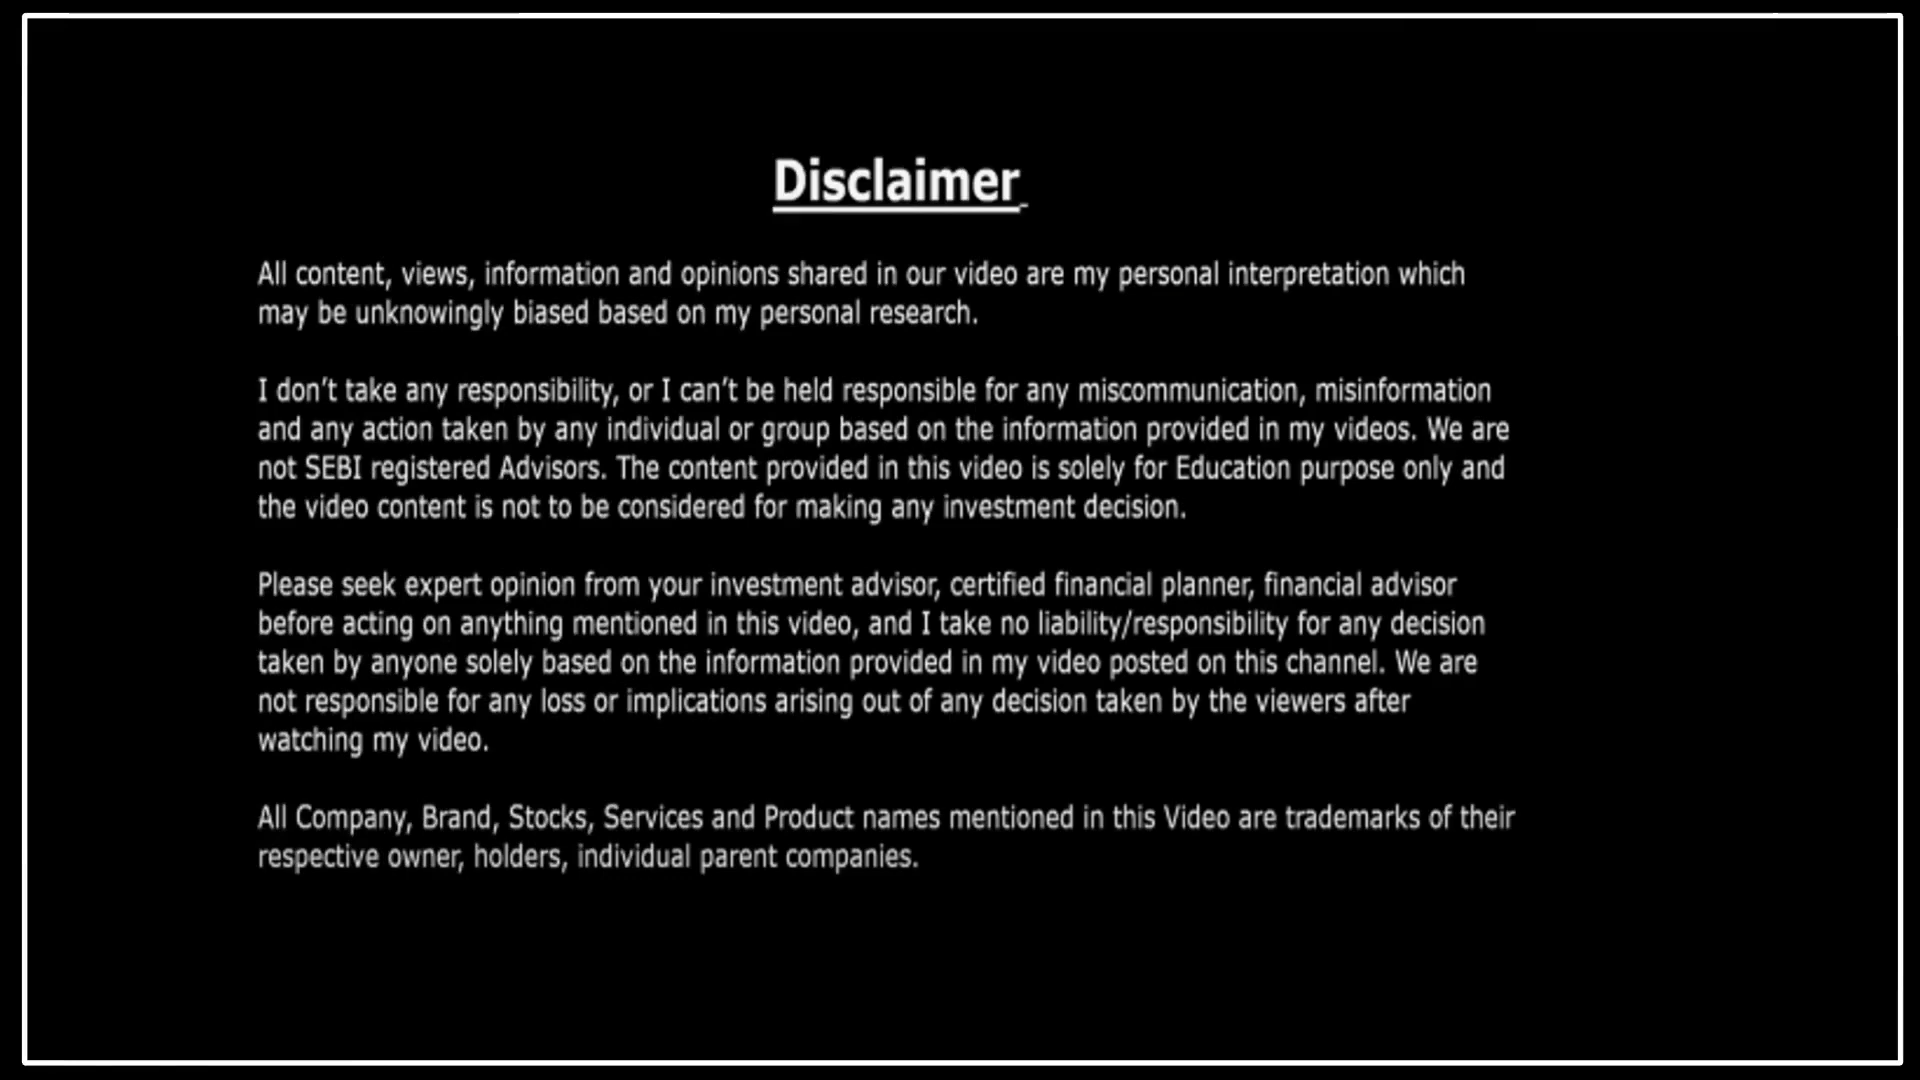 Disclaimer
All content, views, information and opinions shared in our video are my personal interpretation which
may be unknowingly biased based on my personal research.
I don't take any responsibility, or I can't be held responsible for any miscommunication, misinformation
and any action taken by any individual or group based on the information provided in my videos. We are
not SEBI registered Advisors. The content provided in this video is solely for Education purpose only and
the video content is not to be considered for making any investment decision.
Please seek expert opinion from your investment advisor, certified financial planner, financial advisor
before acting on anything mentioned in this video, and I take no liability/responsibility for any decision
taken by anyone solely based on the information provided in my video posted on this channel. We are
not responsible for any loss or implications arising out of any decision taken by the viewers after
watching my video.
All Company, Brand, Stocks, Services and Product names mentioned in this Video are trademarks of their
respective owner, holders, individual parent companies.